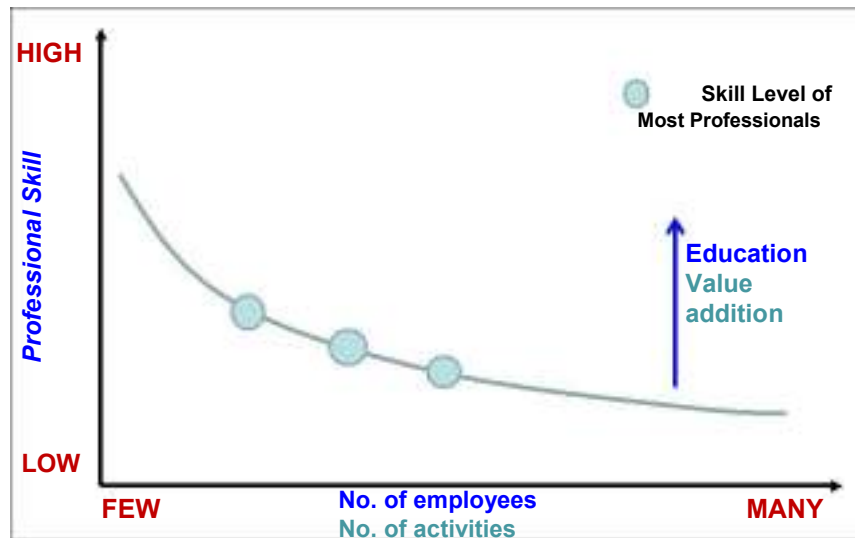 HIGH
Skill Level of
Most Professionals
Professional Skill
Education
Value
addition
LOW
FEW
No. of employees
MANY
No. of activities